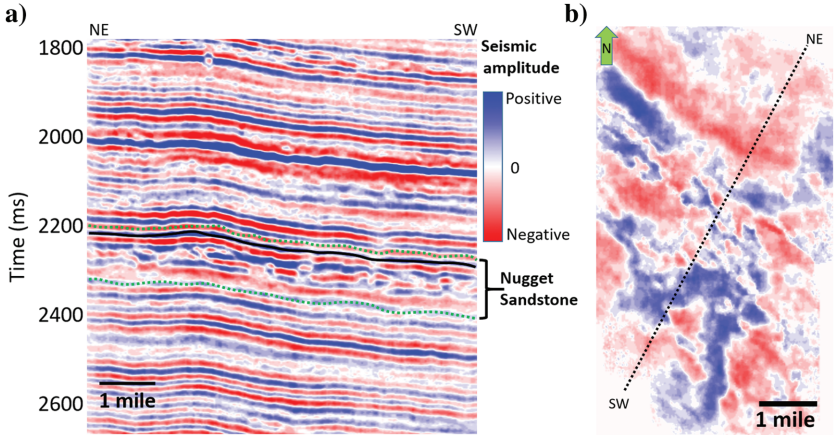 a)
NE
SW
1800
2000
2200
2400
2600
Time (ms)
1 mile
Seismic
amplitude
Positive
0
Negative
Nugget
Sandstone
b)
N
NE
SW
1 mile